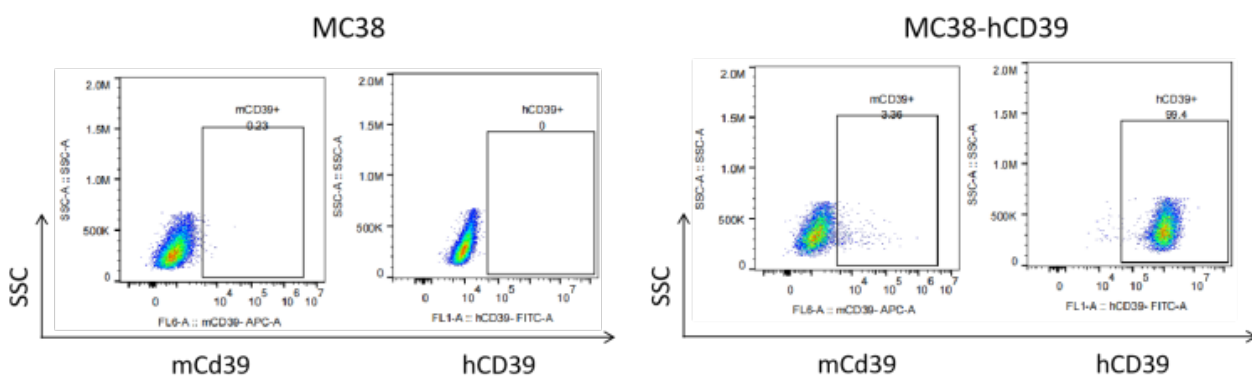 MC38
MC38-hCD39
2.0M
1.5M
1.0M
500K
0
SSC-A :: SSC-A
mCD39+
0.23
0 10^4 10^5 10^6 10^7
FL6-A :: mCD39- APC-A
2.0M
1.5M
1.0M
500K
0
SSC-A :: SSC-A
hCD39+
0
0 10^4 10^5 10^7
FL1-A :: hCD39- FITC-A
2.0M
1.5M
1.0M
500K
0
SSC-A :: SSC-A
mCD39+
3.36
0 10^4 10^5 10^6 10^7
FL6-A :: mCD39- APC-A
2.0M
1.5M
1.0M
500K
0
SSC-A :: SSC-A
hCD39+
99.4
0 10^4 10^5 10^7
FL1-A :: hCD39- FITC-A
SSC
mCd39
hCD39
SSC
mCd39
hCD39